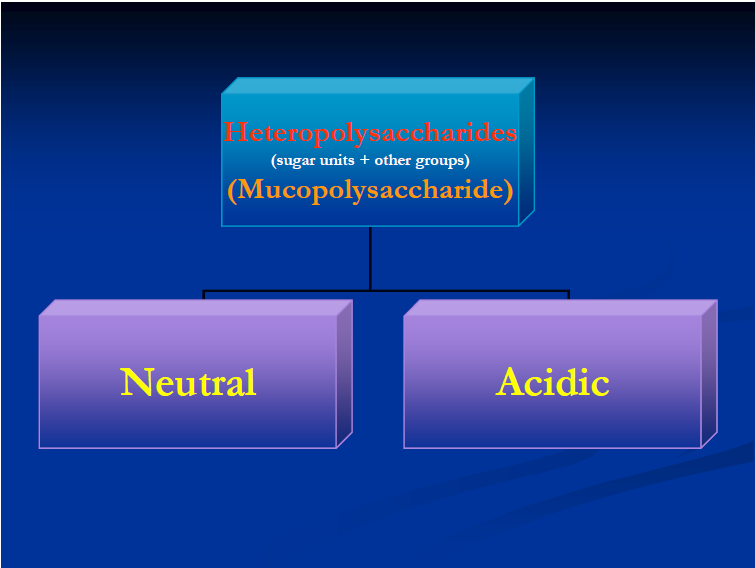 Heteropolysaccharides
(sugar units + other groups)
(Mucopolysaccharide)
Neutral
Acidic